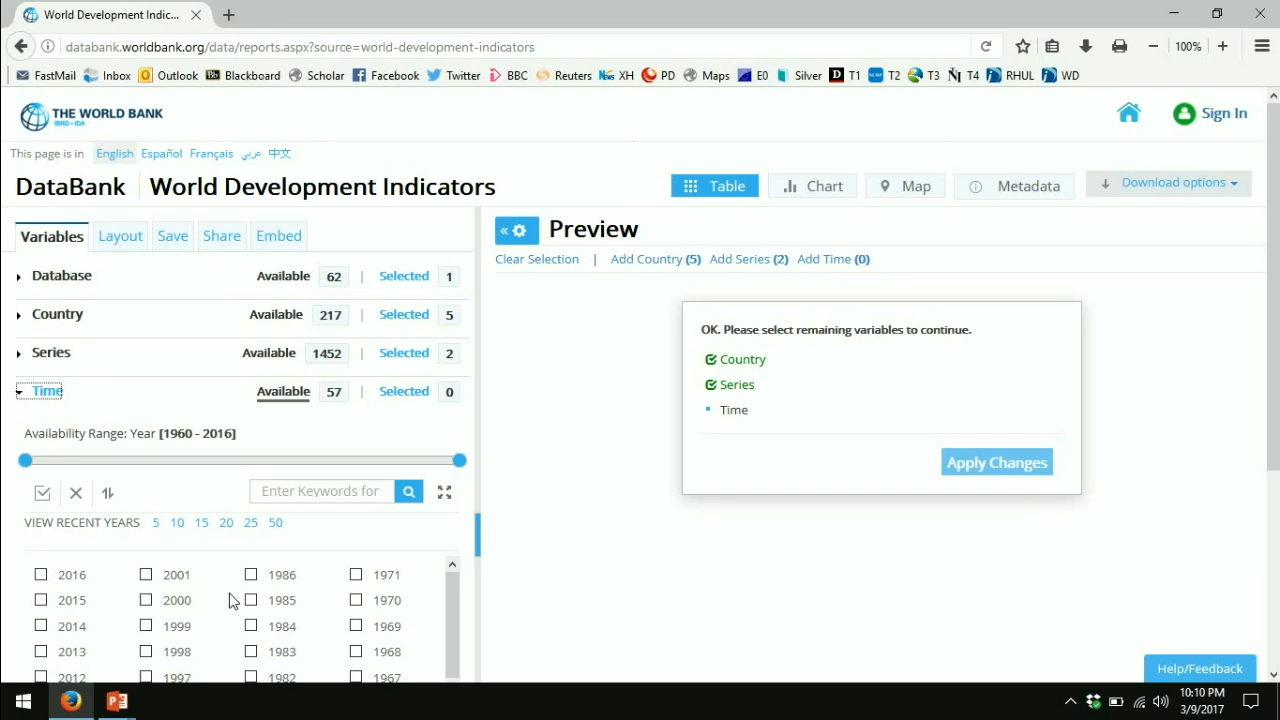 World Development Indic...
databank.worldbank.org/data/reports.aspx?source=world-development-indicators
100%
FastMail Inbox Outlook Bb Blackboard Scholar Facebook Twitter BBC Reuters XH PD Maps E0 Silver D T1 T2 T3 T4 RHUL WD
THE WORLD BANK
IBRD • IDA
Sign In
This page is in English Español Français عربي 中文
DataBank World Development Indicators
Table Chart Map Metadata Download options
Variables Layout Save Share Embed
« Preview
Clear Selection | Add Country (5) Add Series (2) Add Time (0)
Database Available 62 | Selected 1
Country Available 217 | Selected 5
Series Available 1452 | Selected 2
Time Available 57 | Selected 0
OK. Please select remaining variables to continue.
Country
Series
Time
Apply Changes
Availability Range: Year [1960 - 2016]
Enter Keywords for
VIEW RECENT YEARS 5 10 15 20 25 50
2016 2001 1986 1971
2015 2000 1985 1970
2014 1999 1984 1969
2013 1998 1983 1968
2012 1997 1982 1967
Help/Feedback
10:10 PM
3/9/2017